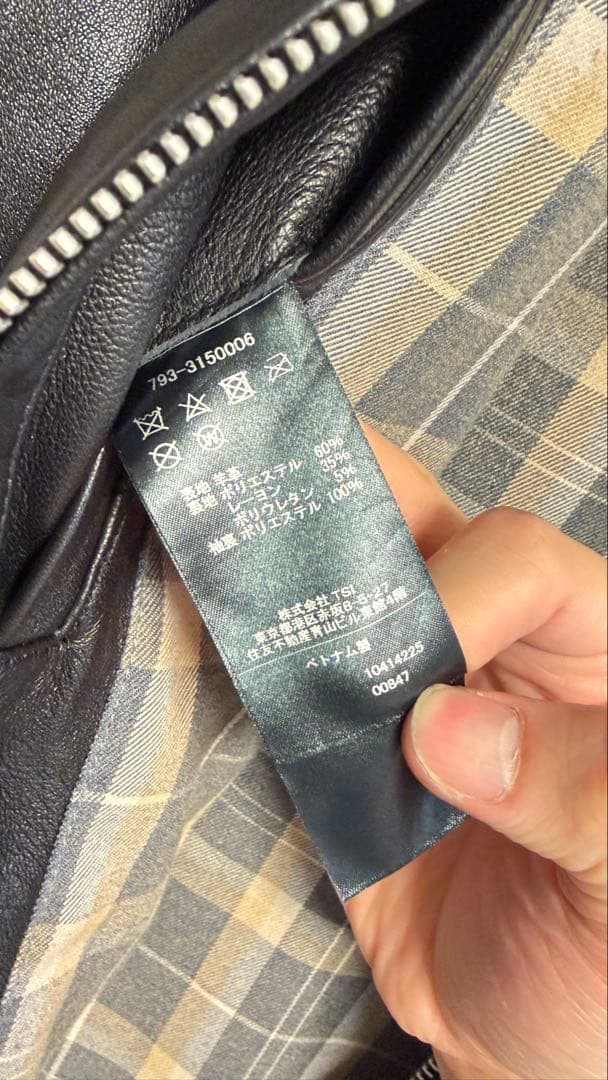 793-3150006
表地 羊革
裏地 ポリエステル 60%
レーヨン 35%
ポリウレタン 5%
袖裏 ポリエステル 100%
株式会社TSI
東京都港区赤坂8-5-27
住友不動産青山ビル東館4階
ベトナム製
10414225
00847